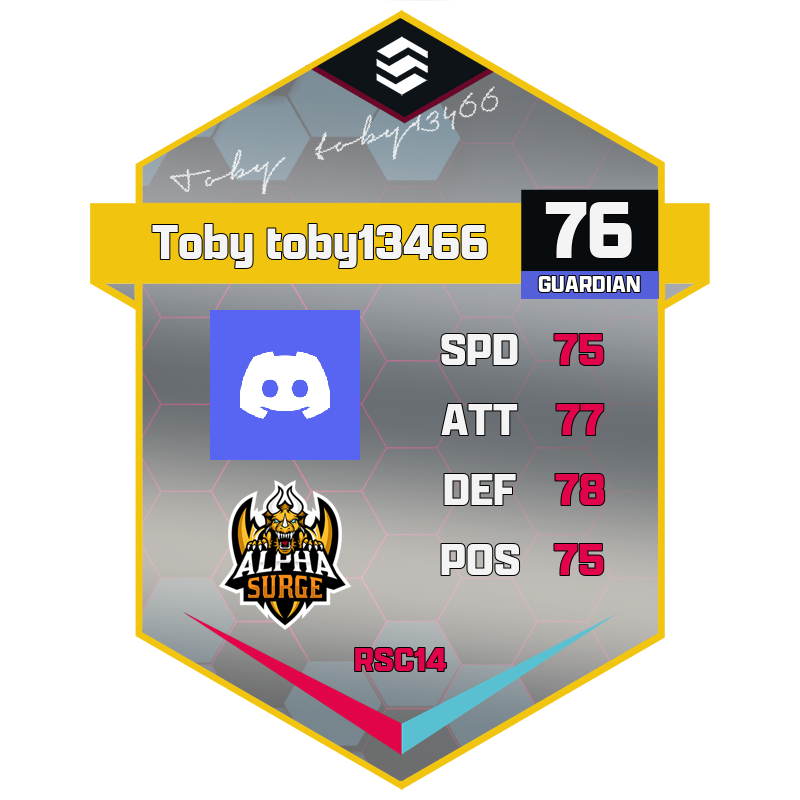 Toby toby13466
Toby toby13466
76
GUARDIAN
SPD 75
ATT 77
DEF 78
POS 75
ALPHA
SURGE
RSC14